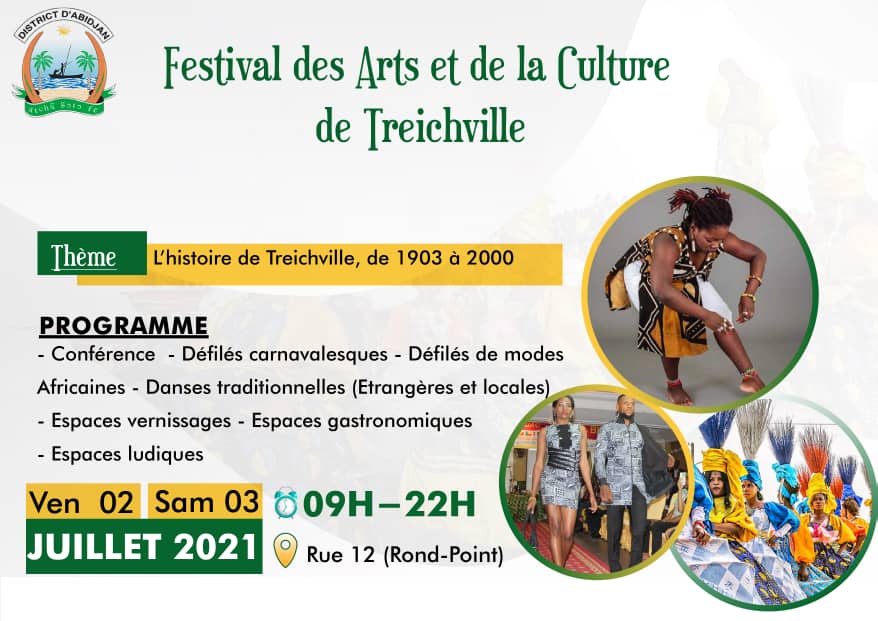 DISTRICT D'ABIDJAN
Festival des Arts et de la Culture
de Treichville
Thème
L'histoire de Treichville, de 1903 à 2000
PROGRAMME
- Conférence - Défilés carnavalesques - Défilés de modes
Africaines - Danses traditionnelles (Etrangères et locales)
- Espaces vernissages - Espaces gastronomiques
- Espaces ludiques
Ven 02 Sam 03 09H–22H
JUILLET 2021 Rue 12 (Rond-Point)